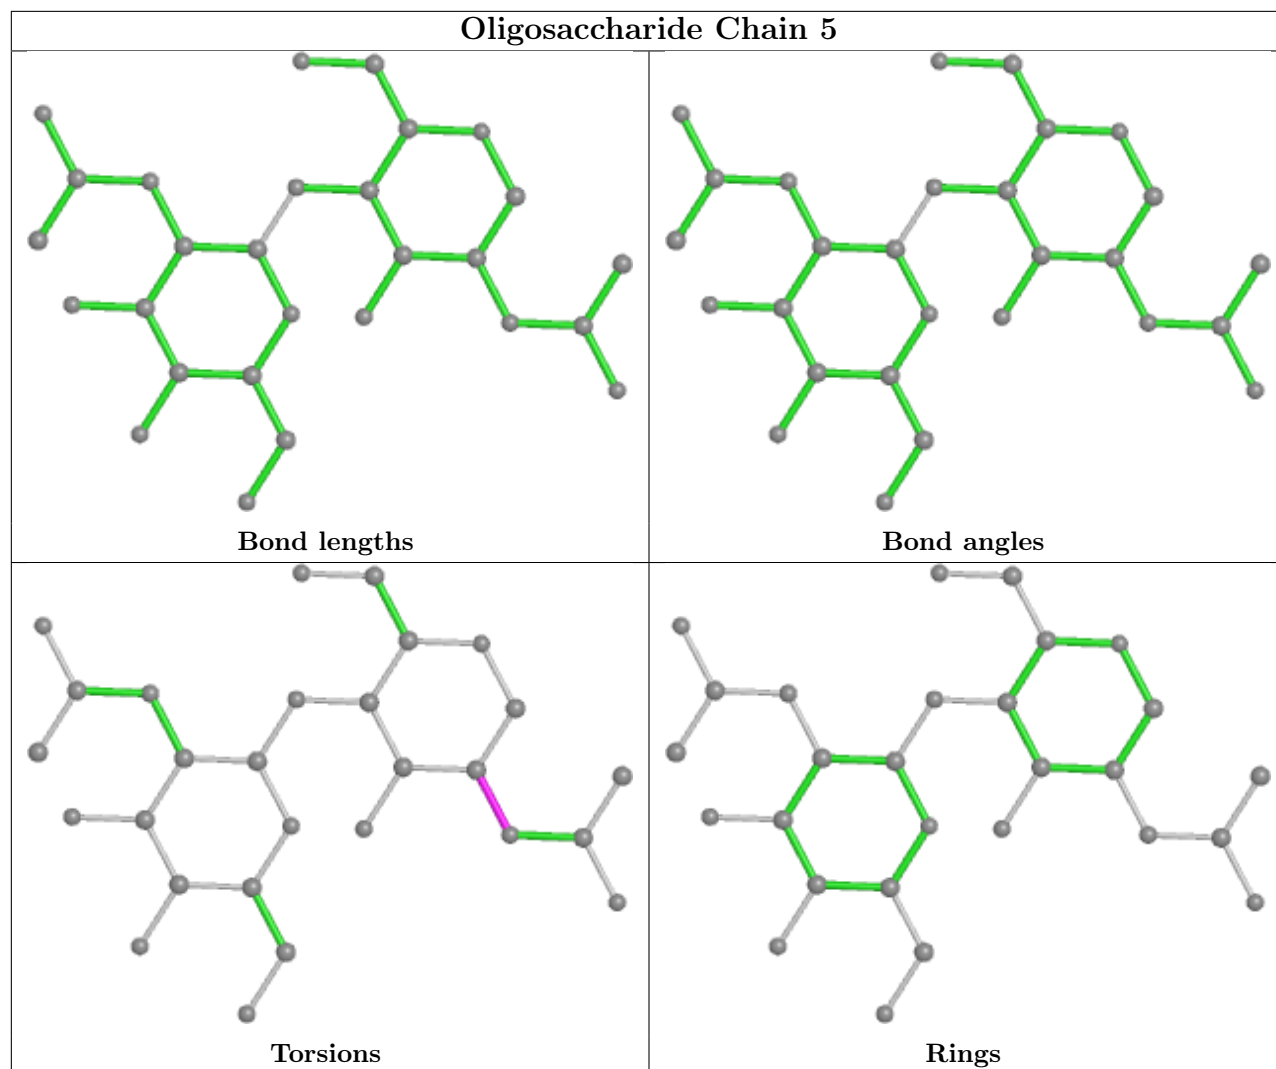 Oligosaccharide Chain 5
Bond lengths
Bond angles
Torsions
Rings